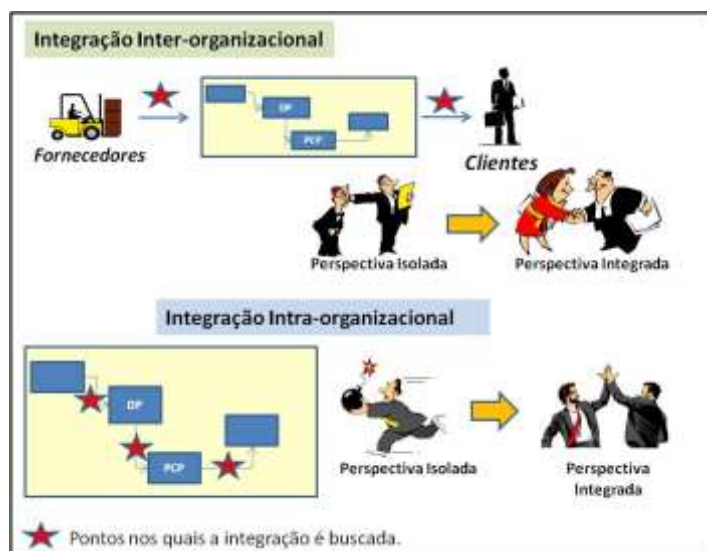 Integração Inter-organizacional
DP
PCP
Fornecedores
Clientes
Perspectiva Isolada
Perspectiva Integrada
Integração Intra-organizacional
DP
PCP
Perspectiva Isolada
Perspectiva
Integrada
Pontos nos quais a integração é buscada.